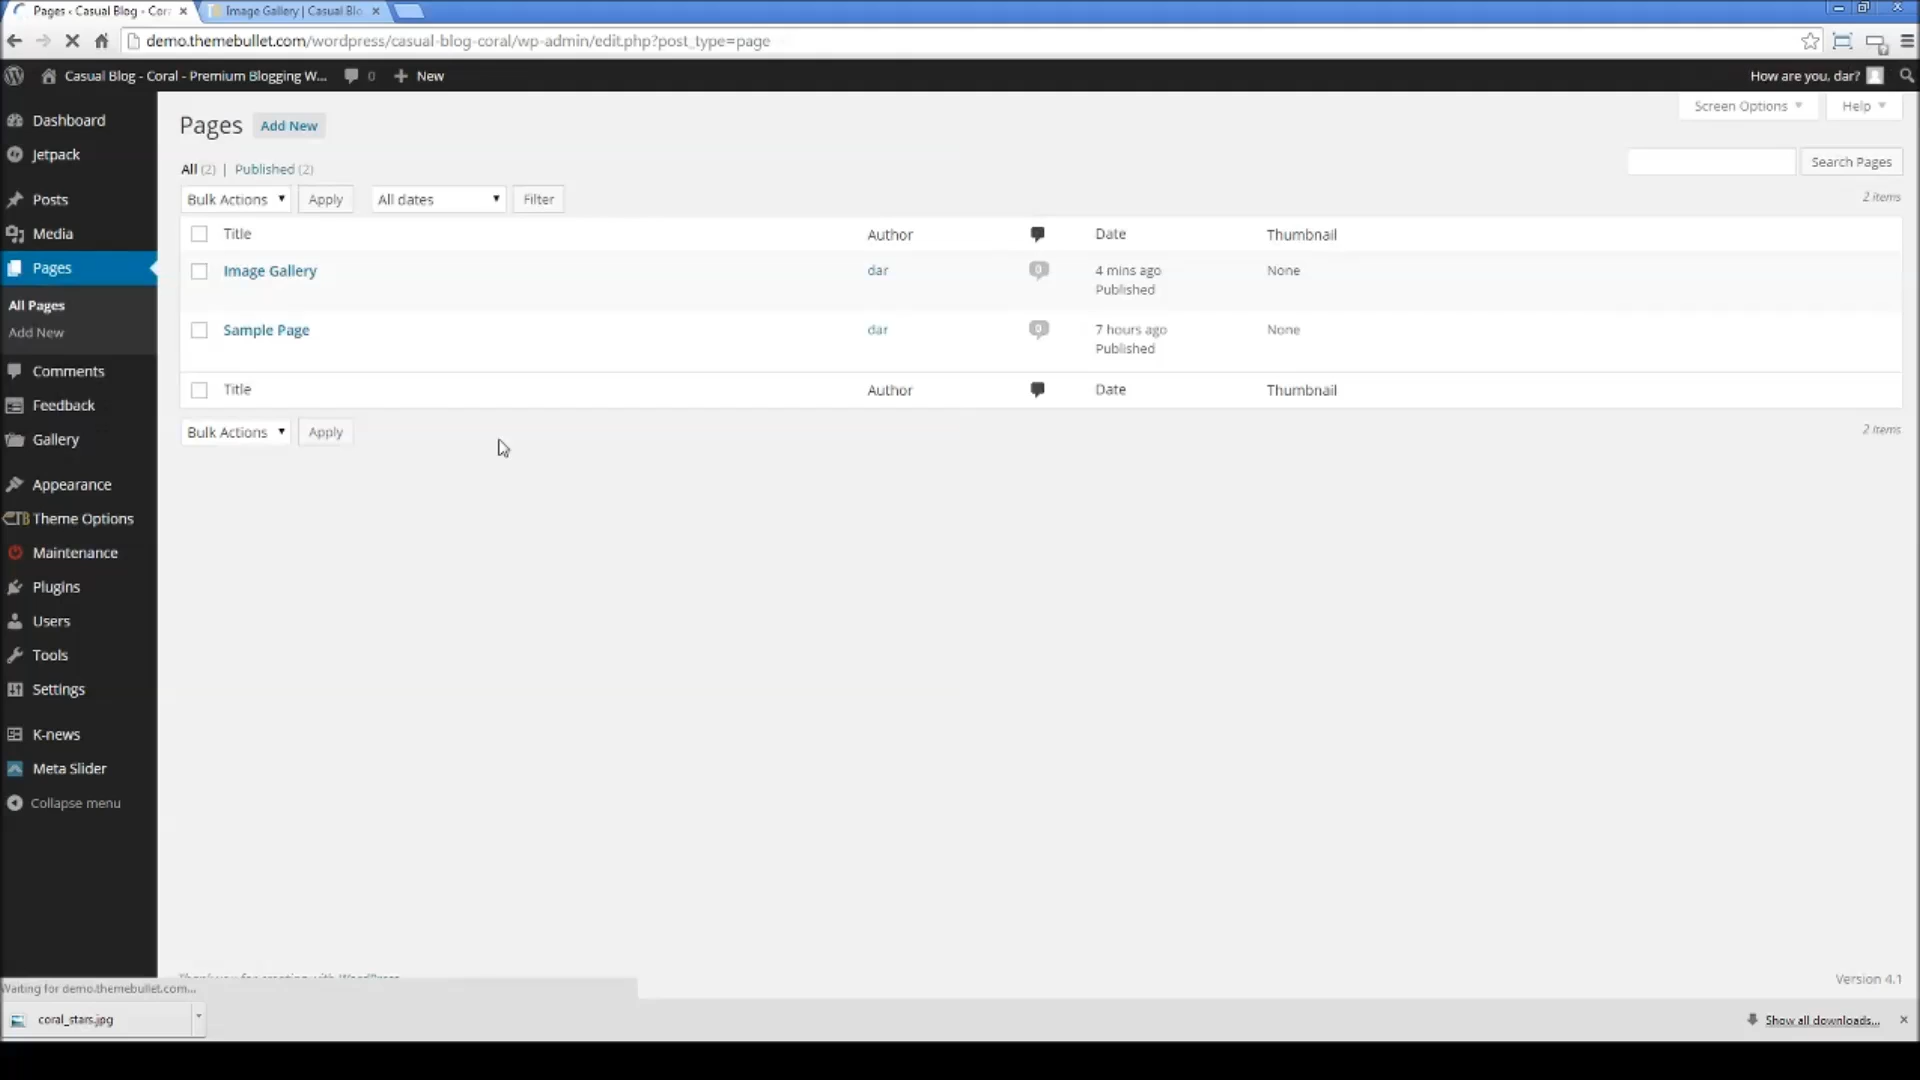 Pages ‹ Casual Blog - Cor
Image Gallery | Casual Blo
demo.themebullet.com/wordpress/casual-blog-coral/wp-admin/edit.php?post_type=page
Casual Blog - Coral - Premium Blogging W...
0
New
How are you, dar?
Screen Options
Help
Dashboard
Jetpack
Posts
Media
Pages
All Pages
Add New
Comments
Feedback
Gallery
Appearance
Theme Options
Maintenance
Plugins
Users
Tools
Settings
K-news
Meta Slider
Collapse menu
Pages Add New
All (2) | Published (2)
Search Pages
Bulk Actions Apply All dates Filter
2 items
Title Author Date Thumbnail
Image Gallery dar 0 4 mins ago None
Published
Sample Page dar 0 7 hours ago None
Published
Title Author Date Thumbnail
Bulk Actions Apply
2 items
Thank you for creating with WordPress
Version 4.1
Waiting for demo.themebullet.com...
coral_stars.jpg
Show all downloads...